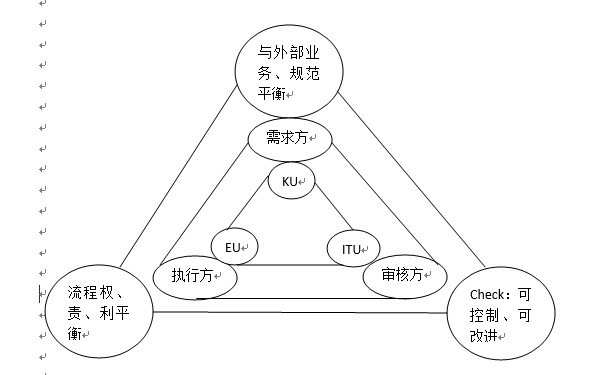 与外部业
务、规范
平衡
需求方
KU
EU
ITU
执行方
审核方
流程权、
责、利平
衡
Check：可
控制、可
改进